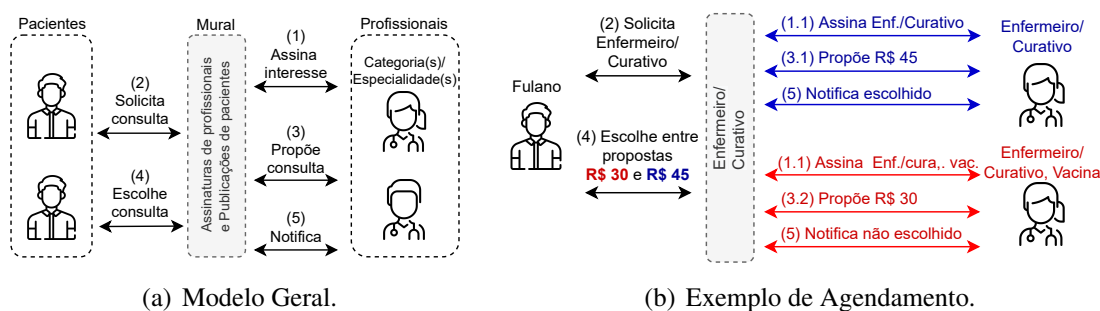 Pacientes
Mural
Profissionais
Assinaturas de profissionais
e Publicações de pacientes
(2)
Solicita
consulta
(4)
Escolhe
consulta
(1)
Assina
interesse
(3)
Propõe
consulta
(5)
Notifica
Categoria(s)/
Especialidade(s)
(a) Modelo Geral.
Fulano
(2) Solicita
Enfermeiro/
Curativo
(4) Escolhe entre
propostas
R$ 30 e R$ 45
Enfermeiro/
Curativo
(1.1) Assina Enf./Curativo
(3.1) Propõe R$ 45
(5) Notifica escolhido
Enfermeiro/
Curativo
(1.1) Assina Enf./cura,. vac.
(3.2) Propõe R$ 30
(5) Notifica não escolhido
Enfermeiro/
Curativo, Vacina
(b) Exemplo de Agendamento.